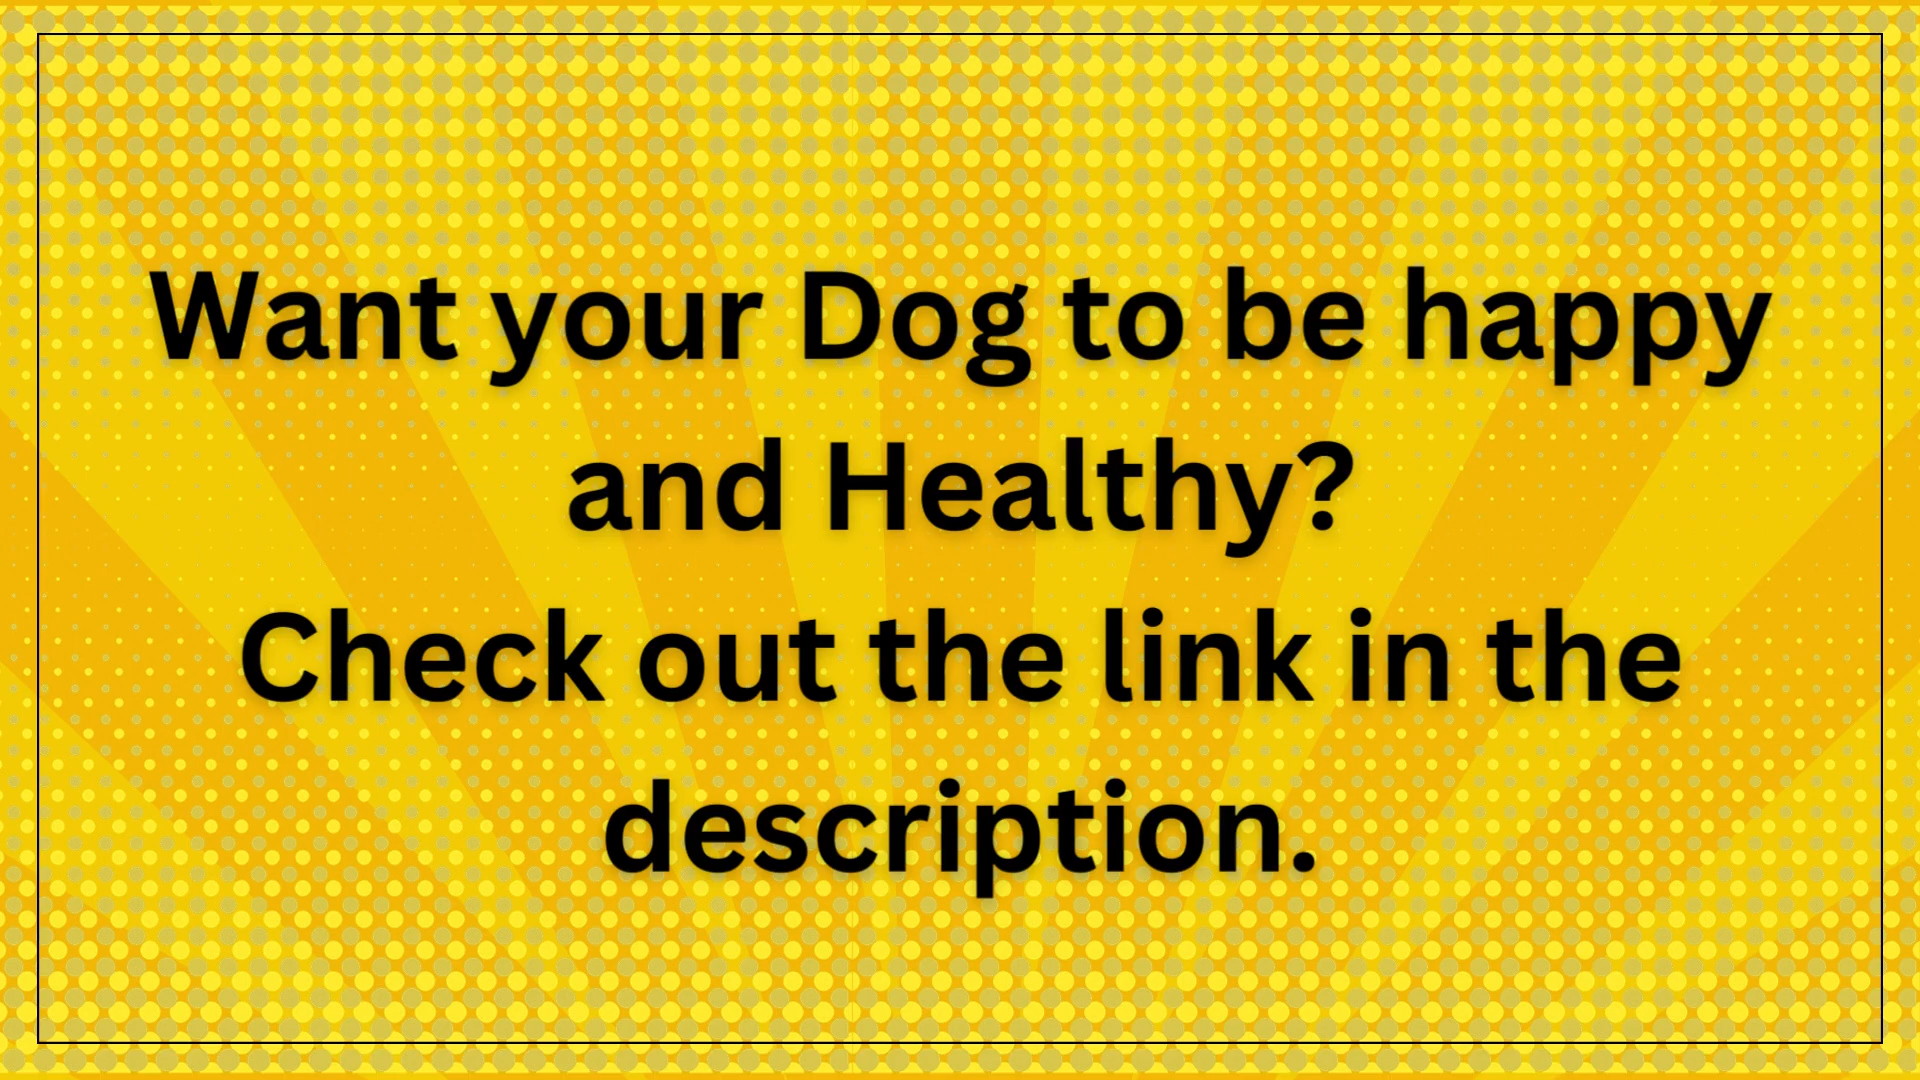 Want your Dog to be happy
and Healthy?
Check out the link in the
description.